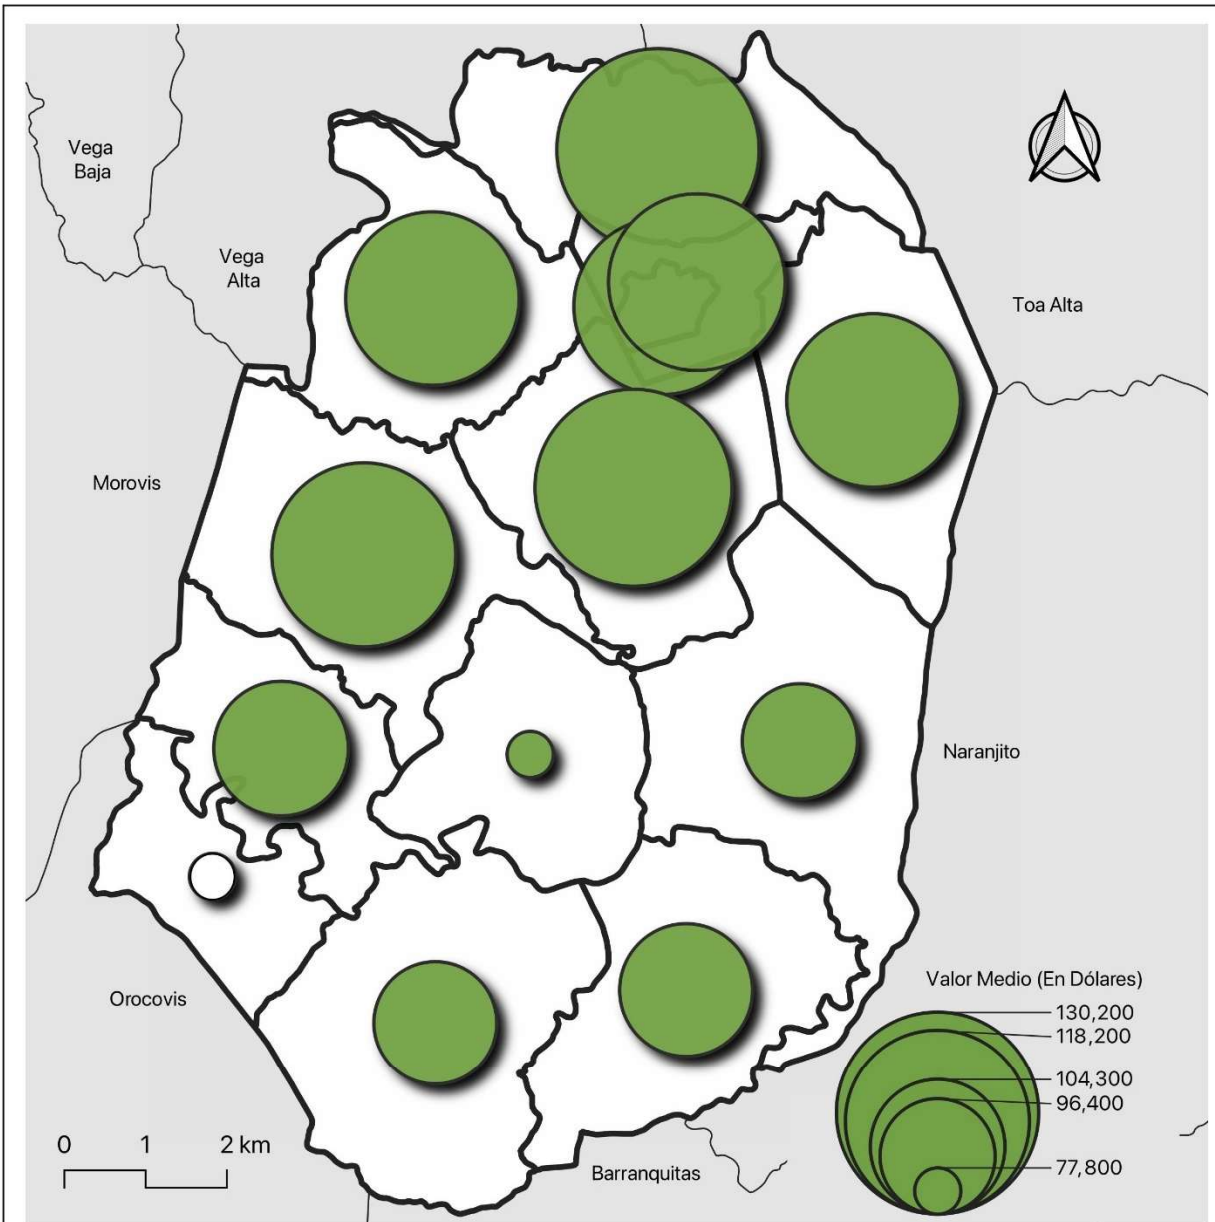 Vega
Baja
Vega
Alta
Toa Alta
Morovis
Naranjito
Orocovis
Valor Medio (En Dólares)
130,200
118,200
104,300
96,400
77,800
0 1 2 km
Barranquitas